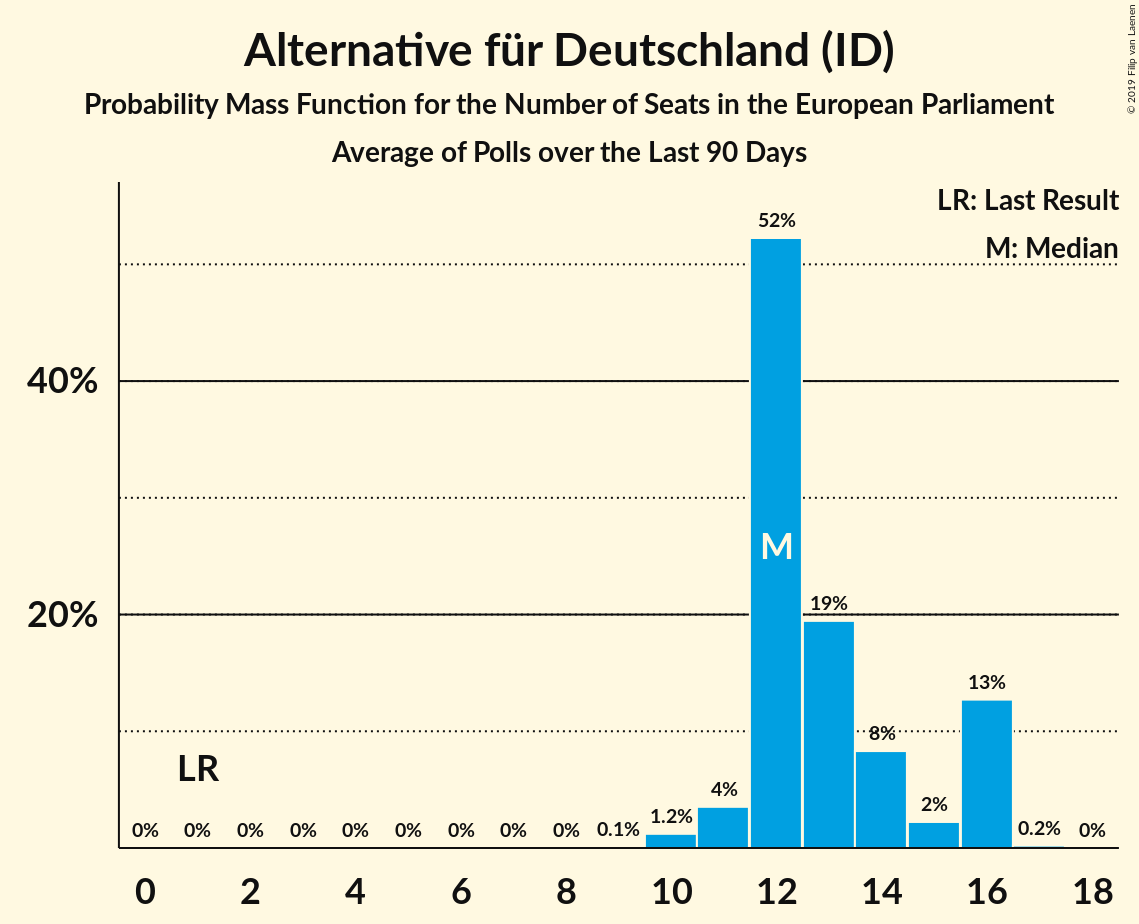 Alternative für Deutschland (ID)
Probability Mass Function for the Number of Seats in the European Parliament
Average of Polls over the Last 90 Days
© 2019 Filip van Laenen
LR: Last Result
M: Median
52%
40%
M
20%
19%
13%
8%
LR
4%
2%
1.2%
0% 0% 0% 0% 0% 0% 0% 0% 0% 0.1% 0.2% 0%
0 2 4 6 8 10 12 14 16 18